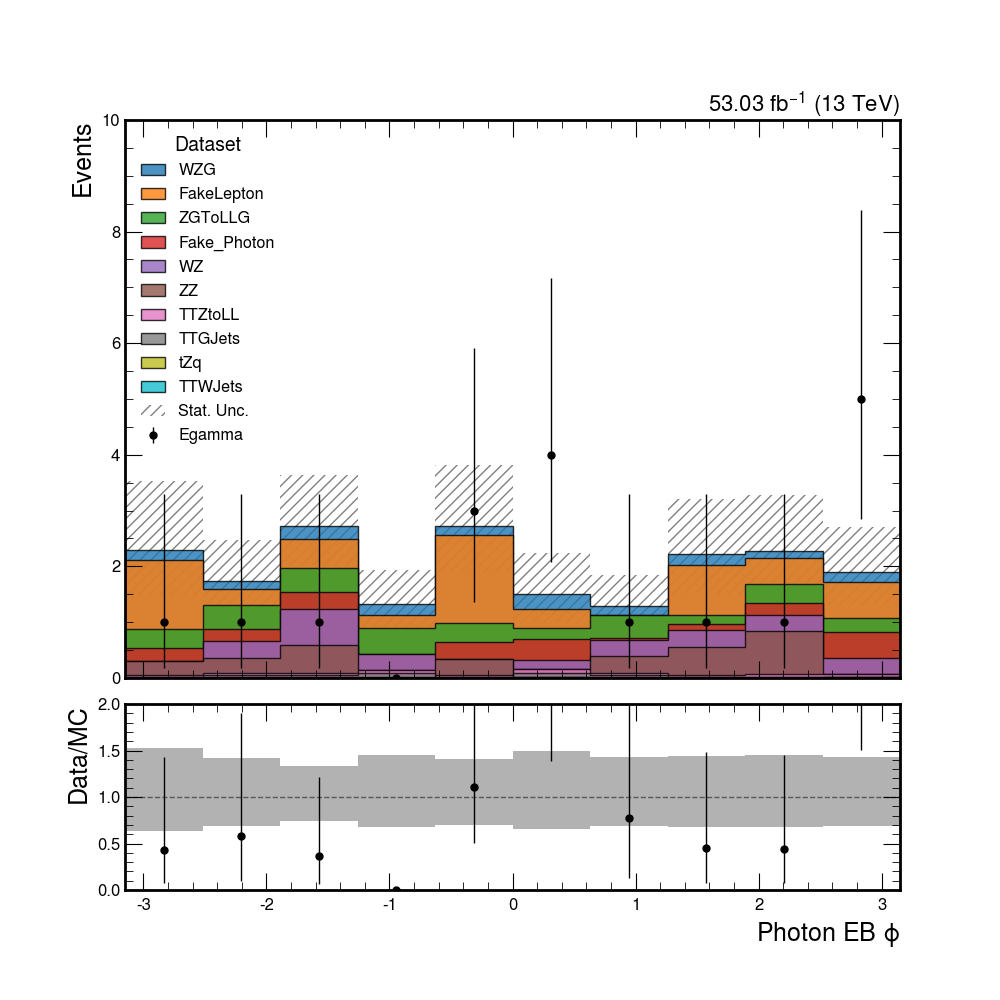 53.03 fb⁻¹ (13 TeV)
Events
10
8
6
4
2
0
Dataset
WZG
FakeLepton
ZGToLLG
Fake_Photon
WZ
ZZ
TTZtoLL
TTGJets
tZq
TTWJets
Stat. Unc.
Egamma
Data/MC
2.0
1.5
1.0
0.5
0.0
-3 -2 -1 0 1 2 3
Photon EB ϕ